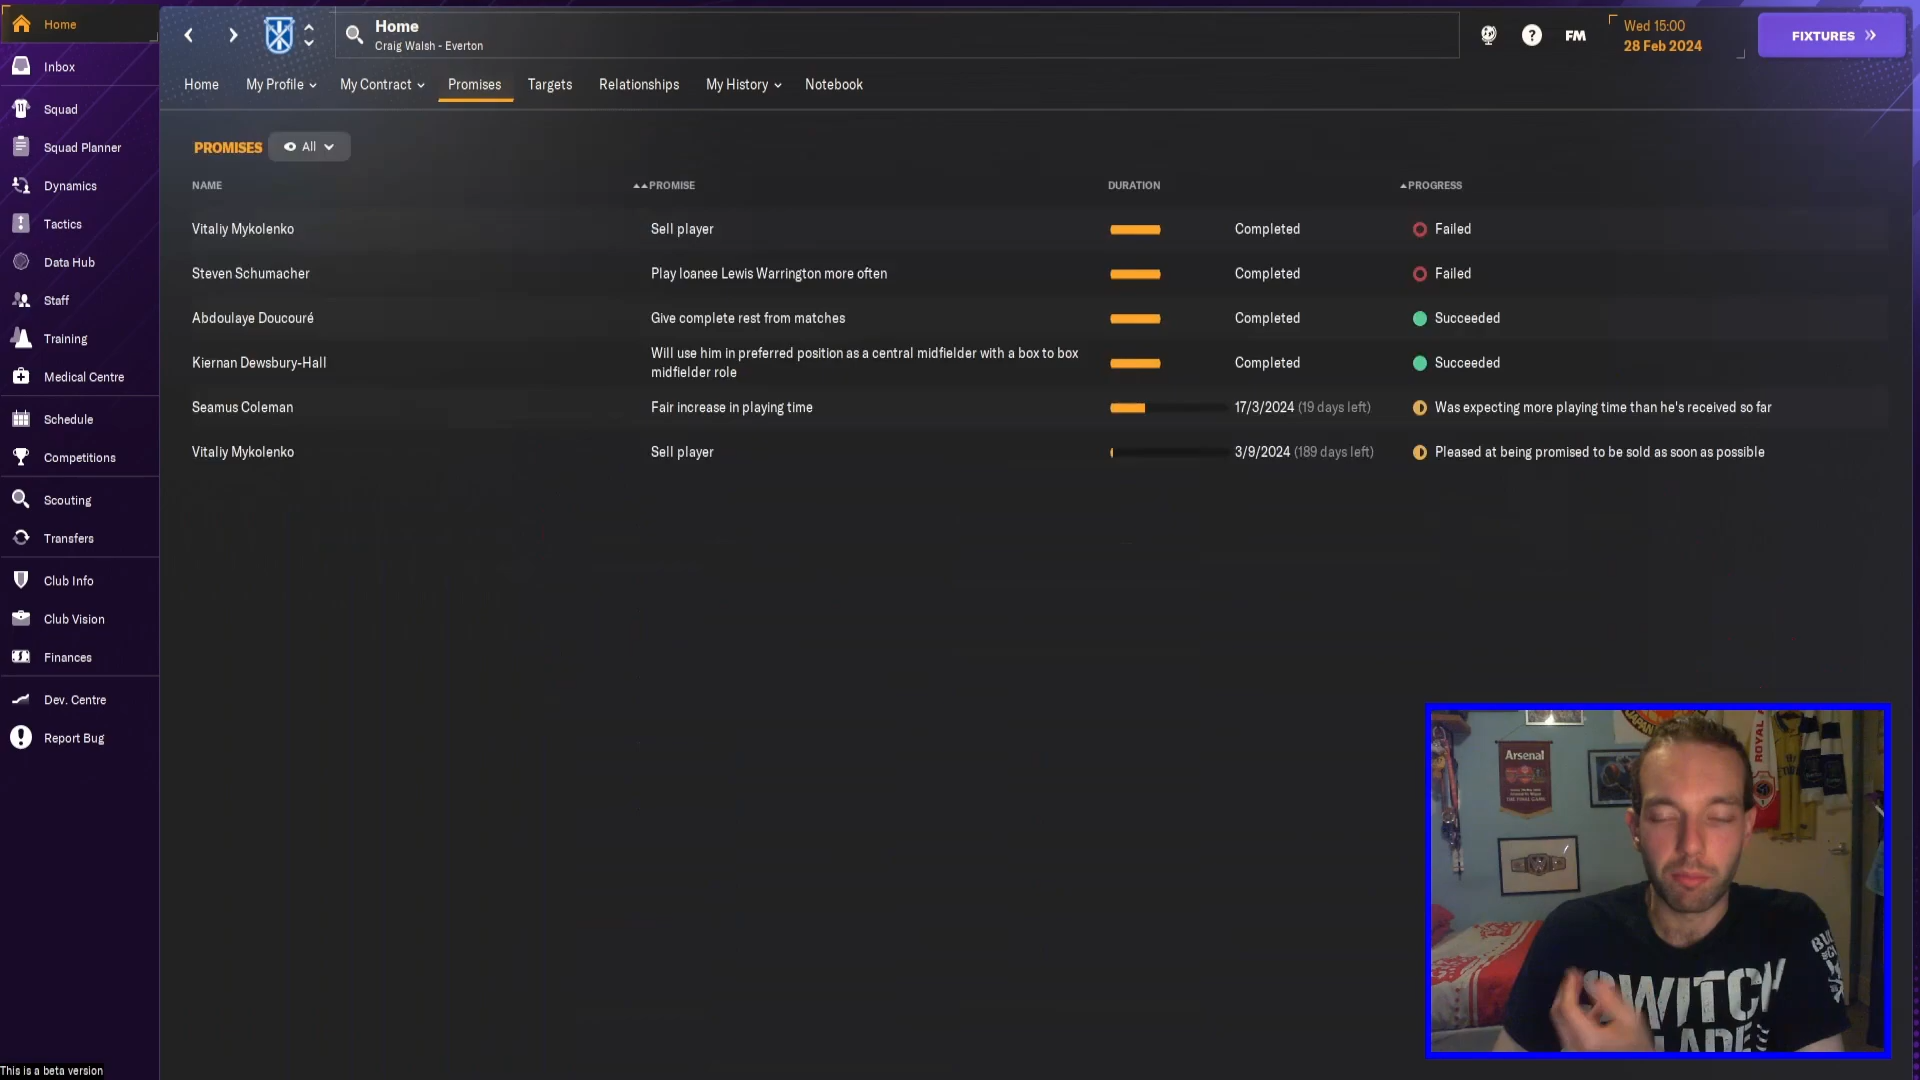 Home
Inbox
Squad
Squad Planner
Dynamics
Tactics
Data Hub
Staff
Training
Medical Centre
Schedule
Competitions
Scouting
Transfers
Club Info
Club Vision
Finances
Dev. Centre
Report Bug
This is a beta version
Home
Craig Walsh - Everton
?
FM
Wed 15:00
28 Feb 2024
FIXTURES
Home My Profile My Contract Promises Targets Relationships My History Notebook
PROMISES All
NAME PROMISE DURATION PROGRESS
Vitaliy Mykolenko Sell player Completed Failed
Steven Schumacher Play loanee Lewis Warrington more often Completed Failed
Abdoulaye Doucouré Give complete rest from matches Completed Succeeded
Kiernan Dewsbury-Hall Will use him in preferred position as a central midfielder with a box to box
midfielder role Completed Succeeded
Seamus Coleman Fair increase in playing time 17/3/2024 (19 days left) Was expecting more playing time than he's received so far
Vitaliy Mykolenko Sell player 3/9/2024 (189 days left) Pleased at being promised to be sold as soon as possible
Arsenal
THE FINAL GAME
JAPAN
ROYAL
SWITCH